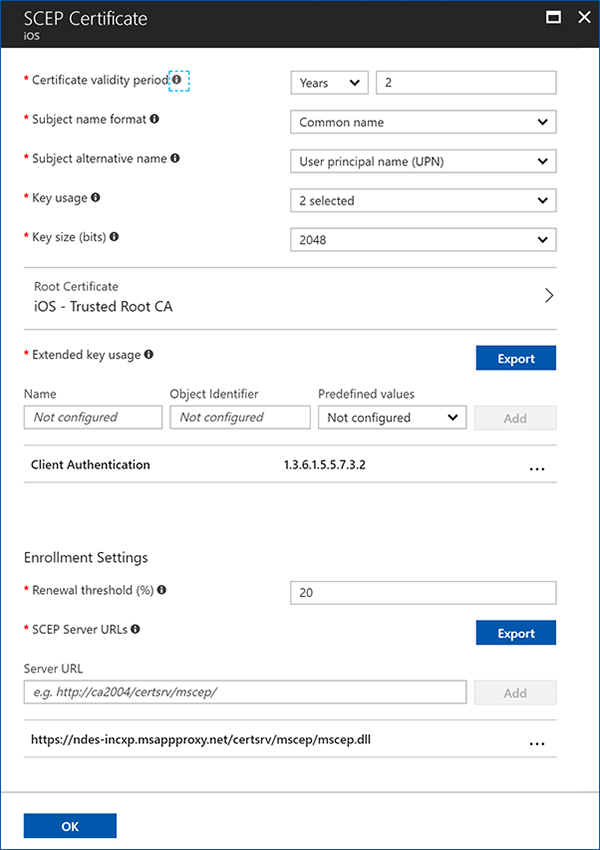 SCEP Certificate
iOS
* Certificate validity period Years 2
* Subject name format Common name
* Subject alternative name User principal name (UPN)
* Key usage 2 selected
* Key size (bits) 2048
Root Certificate
iOS - Trusted Root CA
* Extended key usage Export
Name Object Identifier Predefined values
Not configured Not configured Not configured Add
Client Authentication 1.3.6.1.5.5.7.3.2 ...
Enrollment Settings
* Renewal threshold (%) 20
* SCEP Server URLs Export
Server URL
e.g. http://ca2004/certsrv/mscep/ Add
https://ndes-incxp.msappproxy.net/certsrv/mscep/mscep.dll ...
OK